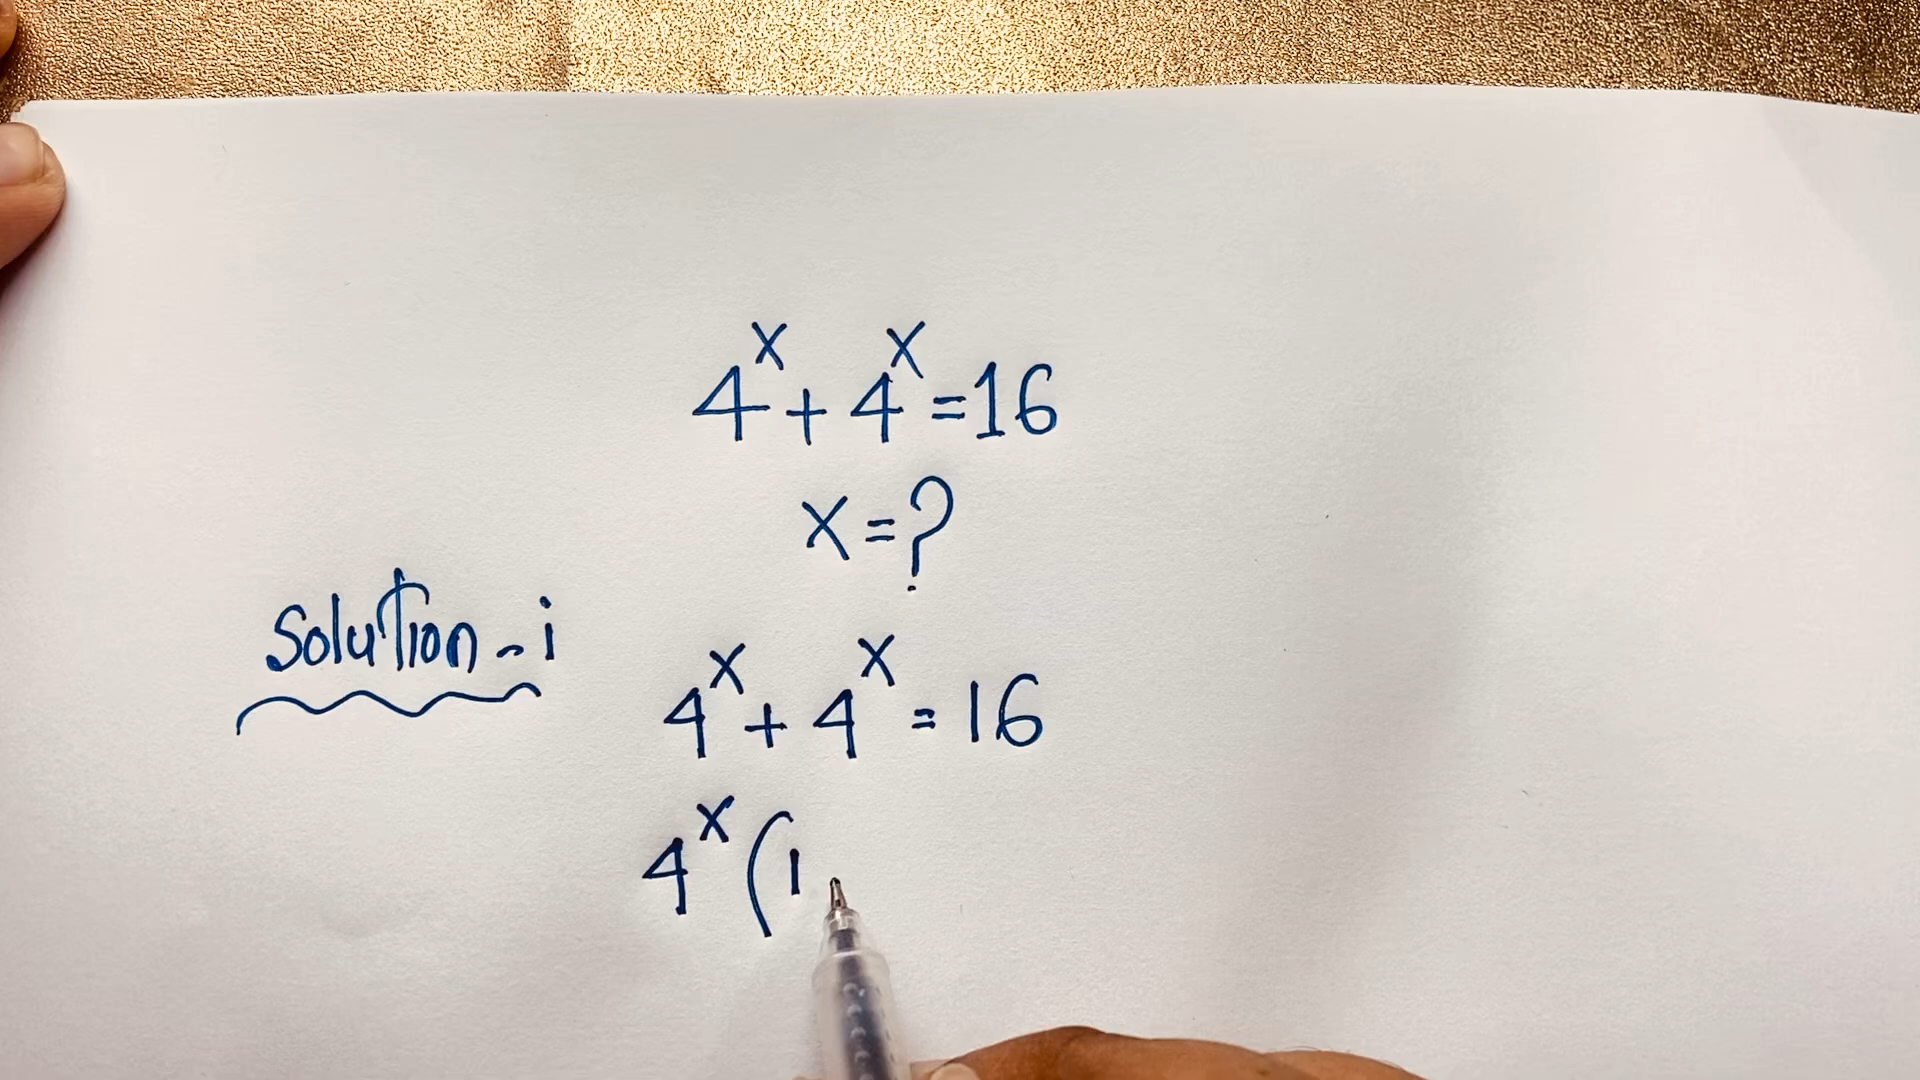 4^x + 4^x = 16
x = ?
Solution - i
4^x + 4^x = 16
4^x (1